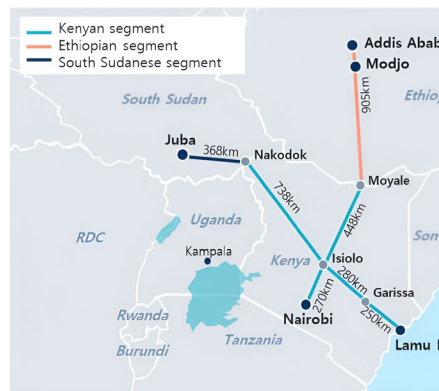 Kenyan segment
Ethiopian segment
South Sudanese segment
Addis Abab
Modjo
905km
Ethiop
South Sudan
Juba
368km
Nakodok
738km
Moyale
448km
Uganda
RDC
Kampala
Kenya
Isiolo
Som
280km
270km
Garissa
250km
Nairobi
Lamu
Rwanda
Tanzania
Burundi